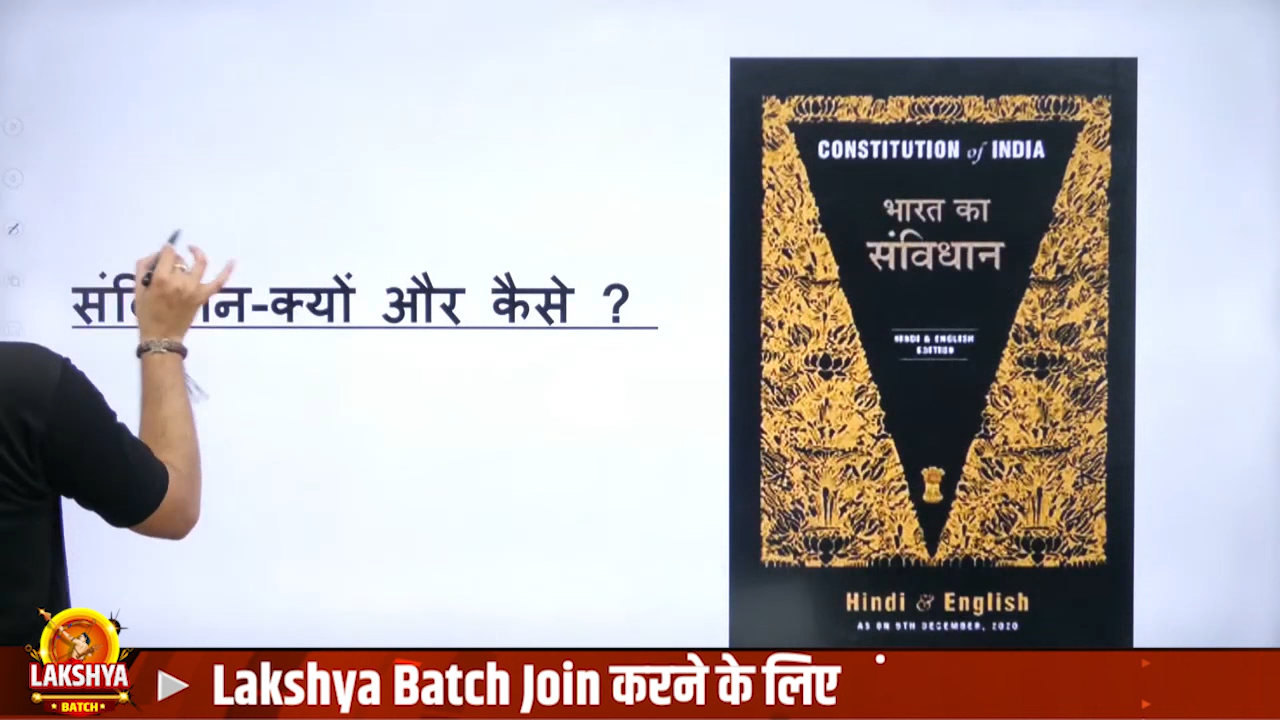 संविधान-क्यों और कैसे ?
CONSTITUTION of INDIA
भारत का
संविधान
HINDI & ENGLISH
EDITION
Hindi & English
AS ON 9TH DECEMBER, 2020
LAKSHYA
BATCH
Lakshya Batch Join करने के लिए